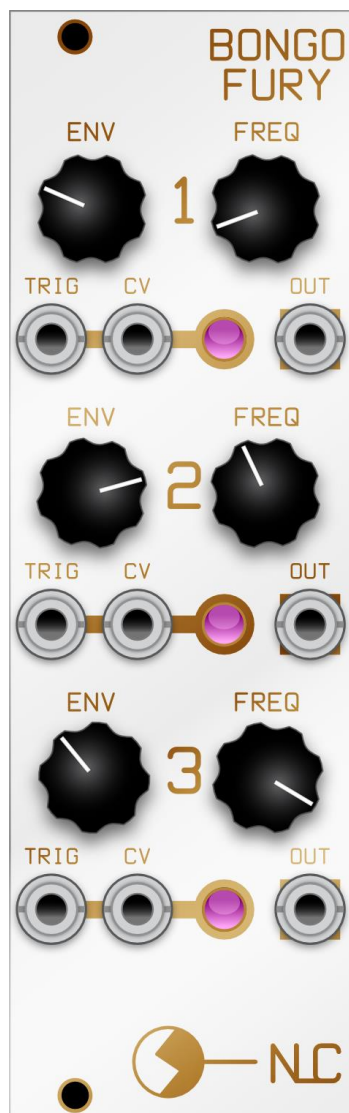 BONGO
FURY
ENV FREQ
1
TRIG CV OUT
ENV FREQ
2
TRIG CV OUT
ENV FREQ
3
TRIG CV OUT
NLC